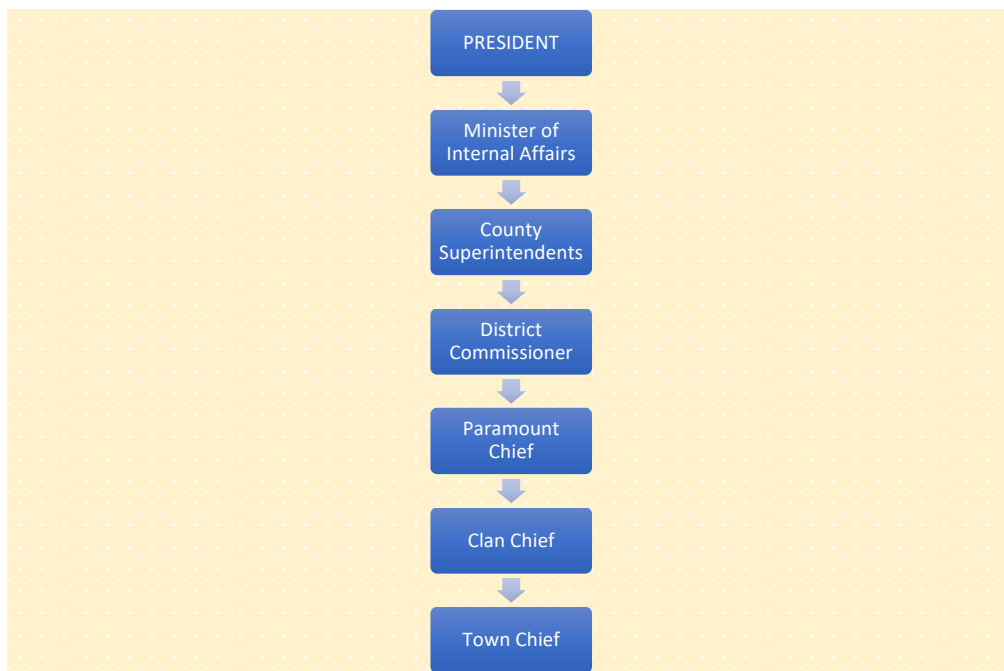 PRESIDENT
Minister of
Internal Affairs
County
Superintendents
District
Commissioner
Paramount
Chief
Clan Chief
Town Chief